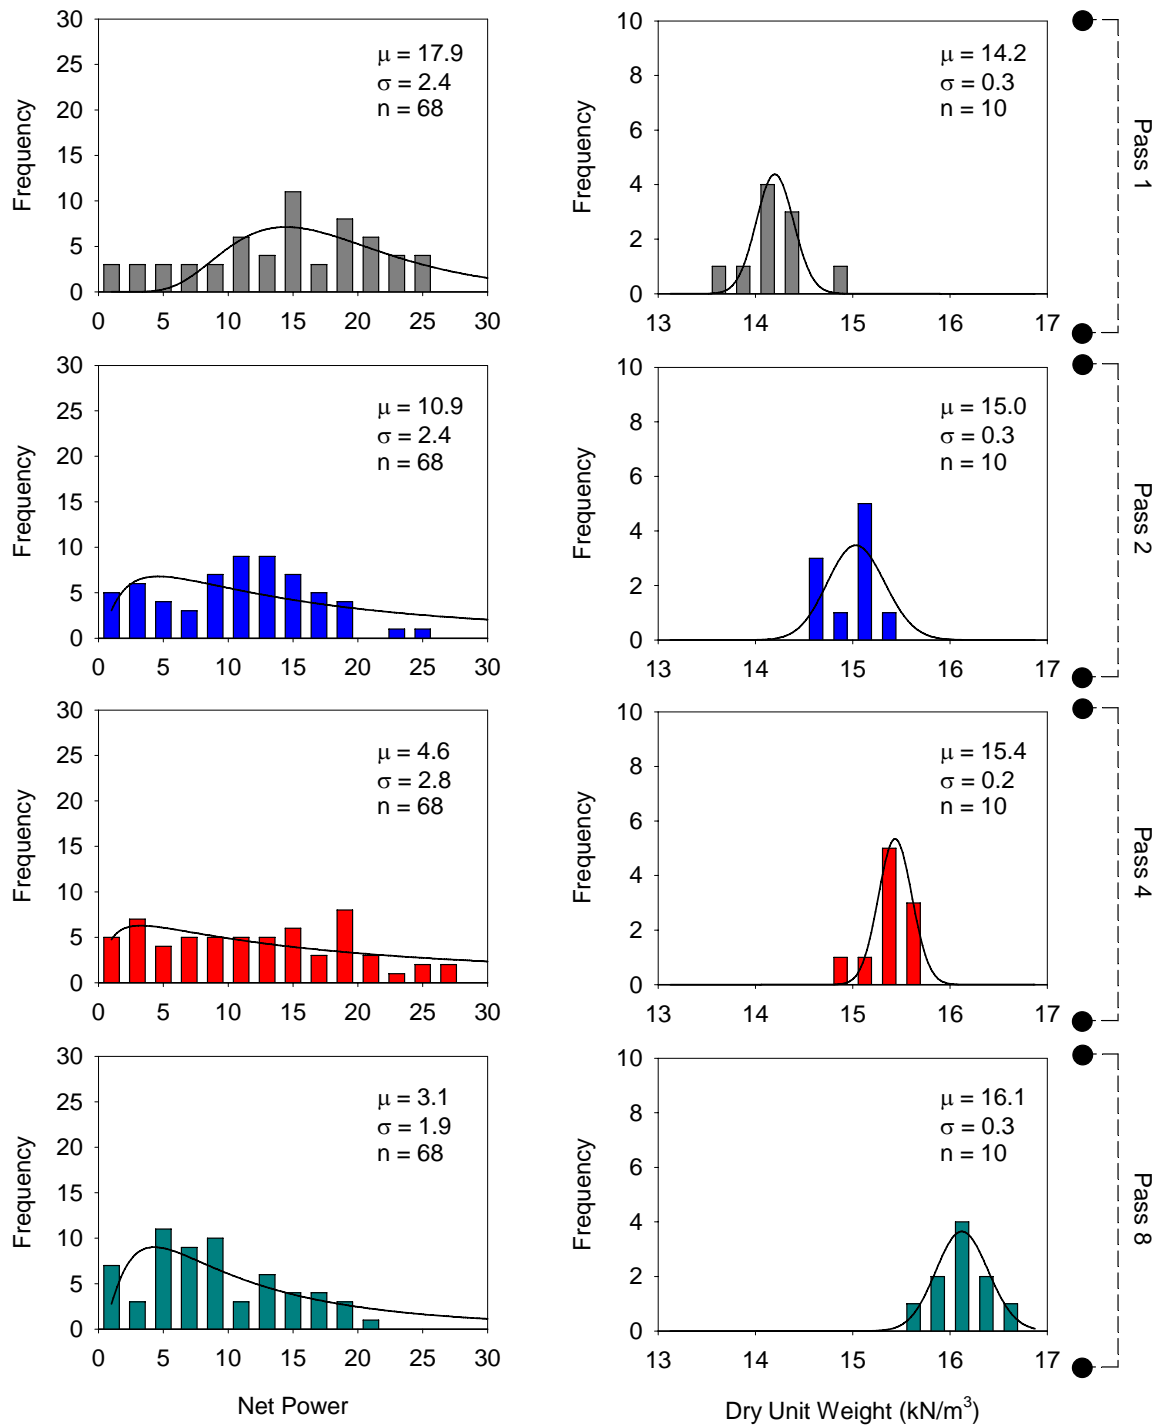 30
25
20
15
10
5
0
Frequency
μ = 17.9
σ = 2.4
n = 68
0 5 10 15 20 25 30
10
8
6
4
2
0
Frequency
μ = 14.2
σ = 0.3
n = 10
13 14 15 16 17
Pass 1
30
25
20
15
10
5
0
Frequency
μ = 10.9
σ = 2.4
n = 68
0 5 10 15 20 25 30
10
8
6
4
2
0
Frequency
μ = 15.0
σ = 0.3
n = 10
13 14 15 16 17
Pass 2
30
25
20
15
10
5
0
Frequency
μ = 4.6
σ = 2.8
n = 68
0 5 10 15 20 25 30
10
8
6
4
2
0
Frequency
μ = 15.4
σ = 0.2
n = 10
13 14 15 16 17
Pass 4
30
25
20
15
10
5
0
Frequency
μ = 3.1
σ = 1.9
n = 68
0 5 10 15 20 25 30
Net Power
10
8
6
4
2
0
Frequency
μ = 16.1
σ = 0.3
n = 10
13 14 15 16 17
Dry Unit Weight (kN/m³)
Pass 8